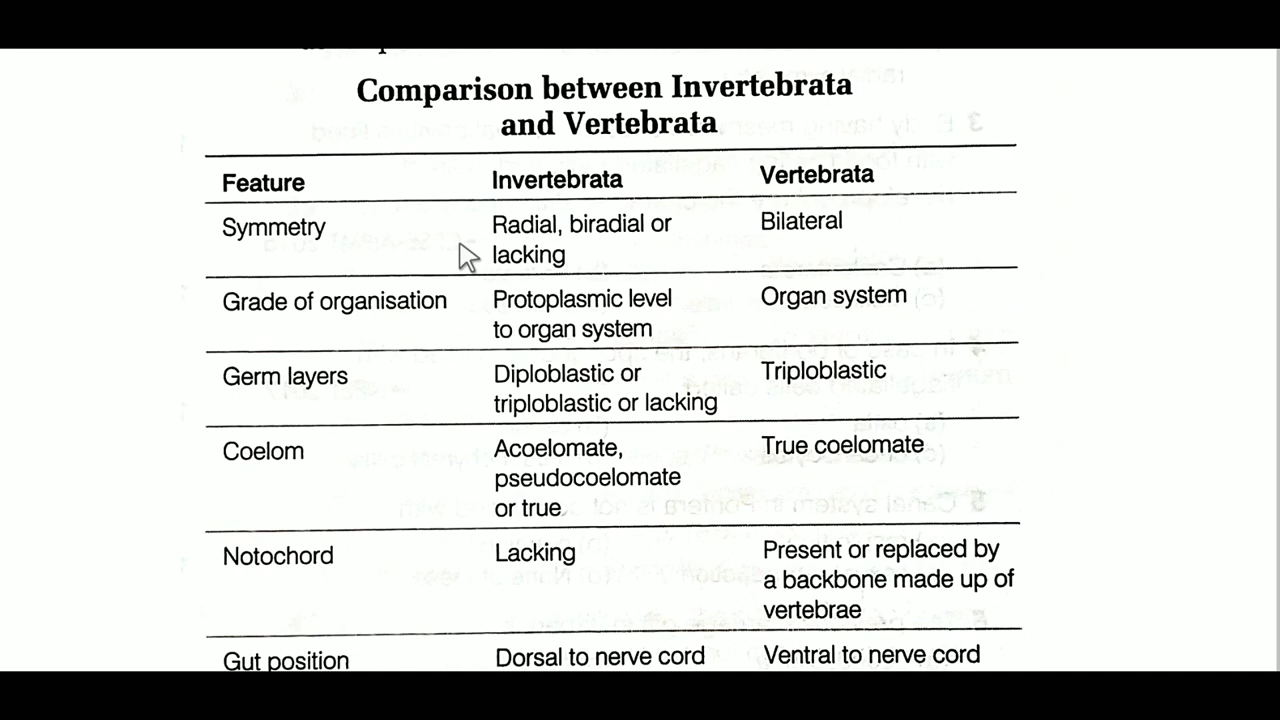 Comparison between Invertebrata
and Vertebrata
Feature Invertebrata Vertebrata
Symmetry Radial, biradial or Bilateral
lacking
Grade of organisation Protoplasmic level Organ system
to organ system
Germ layers Diploblastic or Triploblastic
triploblastic or lacking
Coelom Acoelomate, True coelomate
pseudocoelomate
or true
Notochord Lacking Present or replaced by
a backbone made up of
vertebrae
Gut position Dorsal to nerve cord Ventral to nerve cord